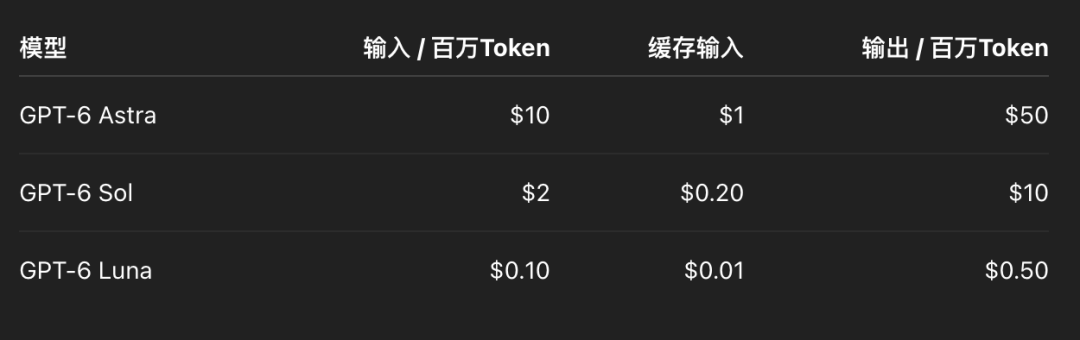 模型 输入 / 百万Token 缓存输入 输出 / 百万Token
GPT-6 Astra $10 $1 $50
GPT-6 Sol $2 $0.20 $10
GPT-6 Luna $0.10 $0.01 $0.50